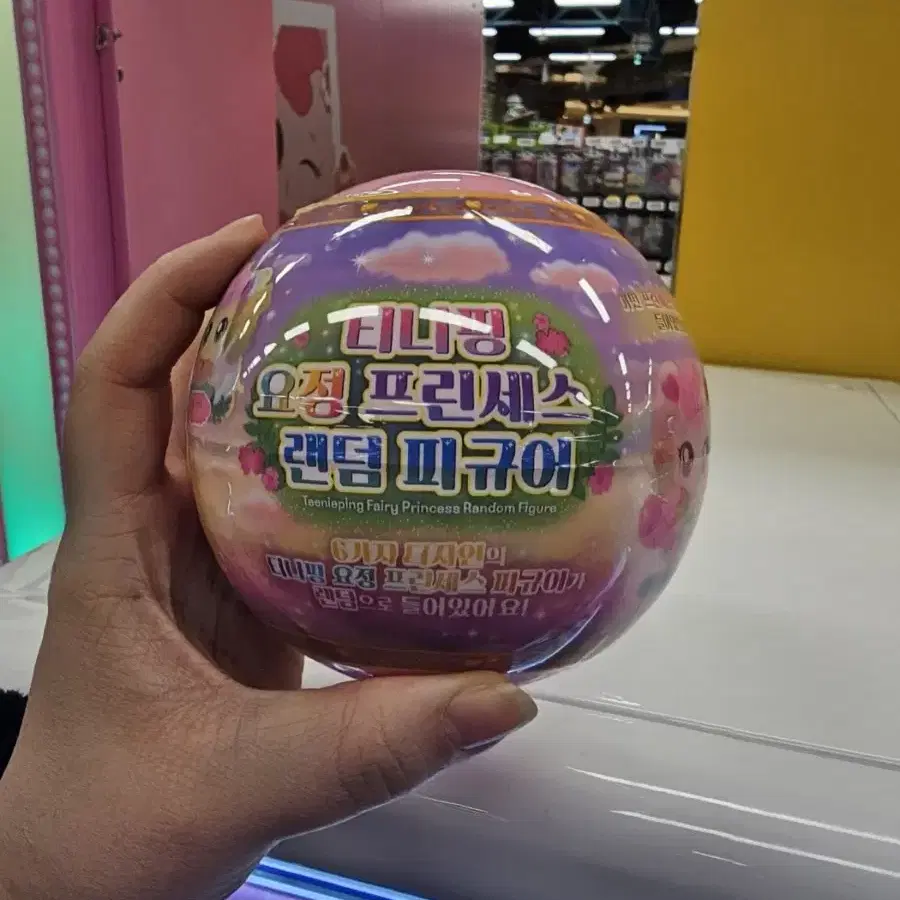 티니핑
요정 프린세스
랜덤 피규어
Teenieping Fairy Princess Random Figure
6가지 디자인의
티니핑 요정 프린세스 피규어가
랜덤으로 들어있어요!